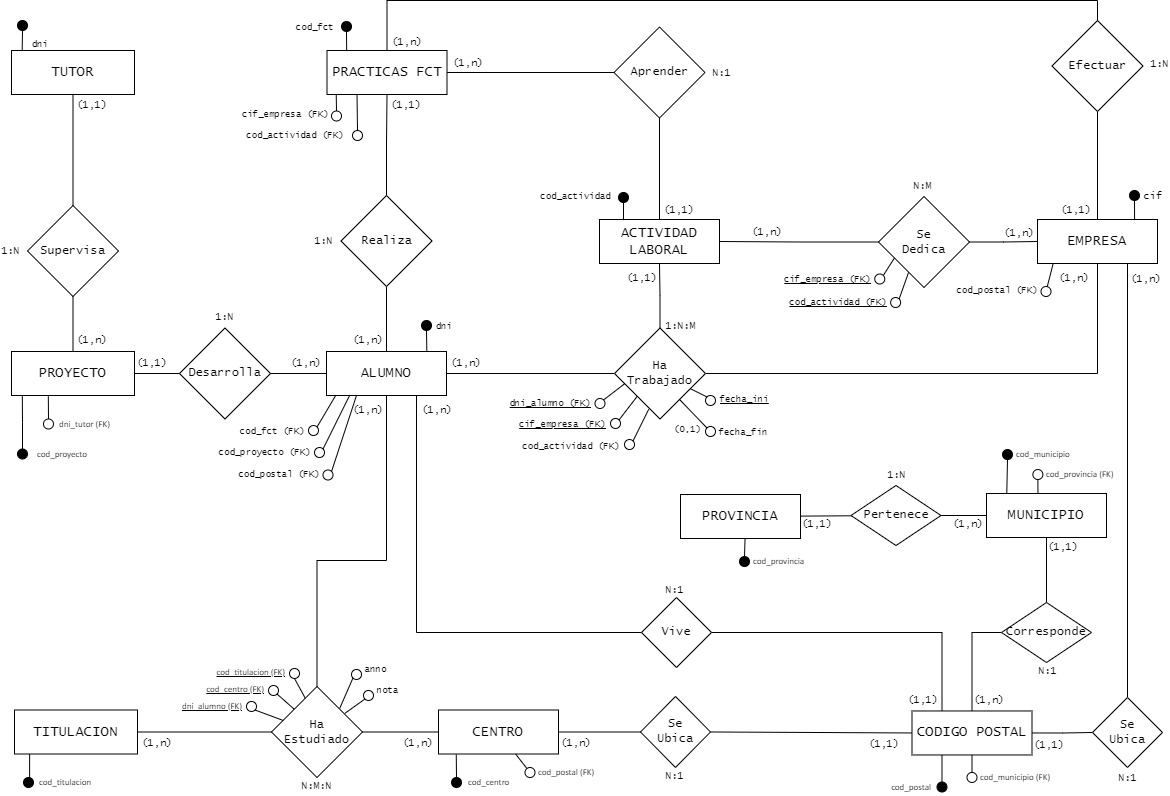 dni
TUTOR
(1,1)
cod_fct
(1,n)
PRACTICAS FCT
(1,n)
(1,1)
cif_empresa (FK)
cod_actividad (FK)
Aprender
N:1
Efectuar
1:N
1:N
Supervisa
(1,n)
1:N
Realiza
(1,n)
cod_actividad
(1,1)
ACTIVIDAD
LABORAL
(1,n)
(1,1)
N:M
Se
Dedica
(1,n)
cif_empresa (FK)
cod_actividad (FK)
cif
(1,1)
EMPRESA
(1,n)
(1,n)
cod_postal (FK)
PROYECTO
(1,1)
dni_tutor (FK)
cod_proyecto
1:N
Desarrolla
(1,n)
dni
ALUMNO
(1,n)
(1,n)
(1,n)
cod_fct (FK)
cod_proyecto (FK)
cod_postal (FK)
1:N:M
Ha
Trabajado
dni_alumno (FK)
cif_empresa (FK)
cod_actividad (FK)
fecha_ini
(0,1)
fecha_fin
PROVINCIA
(1,1)
cod_provincia
1:N
Pertenece
(1,n)
cod_municipio
cod_provincia (FK)
MUNICIPIO
(1,1)
Corresponde
N:1
N:1
Vive
(1,1)
(1,n)
cod_titulacion (FK)
cod_centro (FK)
dni_alumno (FK)
anno
nota
TITULACION
(1,n)
cod_titulacion
Ha
Estudiado
N:M:N
(1,n)
CENTRO
(1,n)
cod_centro
cod_postal (FK)
Se
Ubica
N:1
(1,1)
CODIGO POSTAL
(1,1)
cod_postal
cod_municipio (FK)
Se
Ubica
N:1